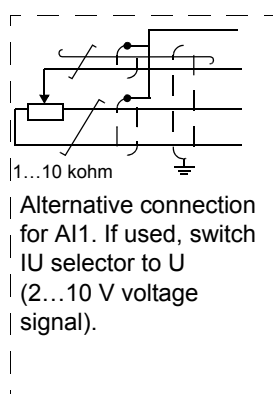 1…10 kohm
Alternative connection
for AI1. If used, switch
IU selector to U
(2…10 V voltage
signal).